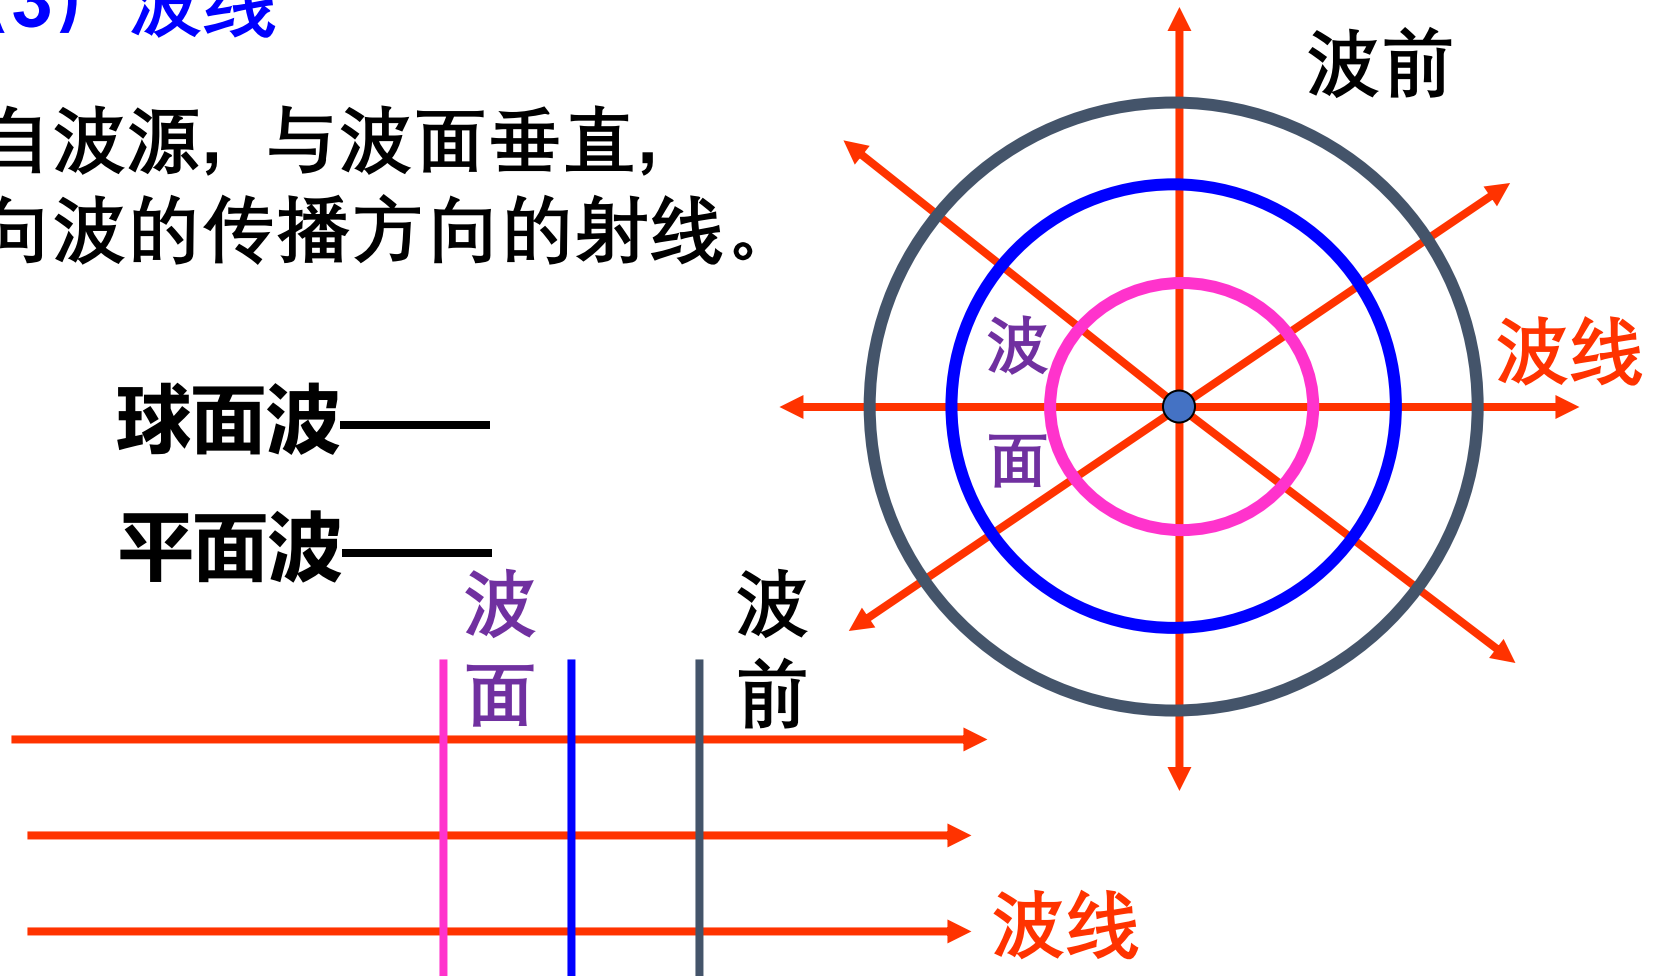 （3）波线
自波源，与波面垂直，
向波的传播方向的射线。
球面波——
平面波——
波前
波线
波
面
波
面
波
前
波线